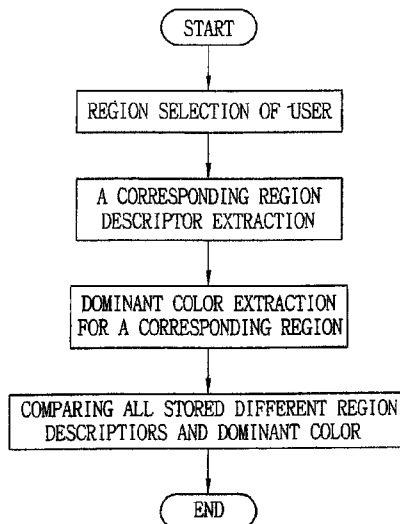 START
REGION SELECTION OF USER
A CORRESPONDING REGION
DESCRIPTOR EXTRACTION
DOMINANT COLOR EXTRACTION
FOR A CORRESPONDING REGION
COMPARING ALL STORED DIFFERENT REGION
DESCRIPTIORS AND DOMINANT COLOR
END